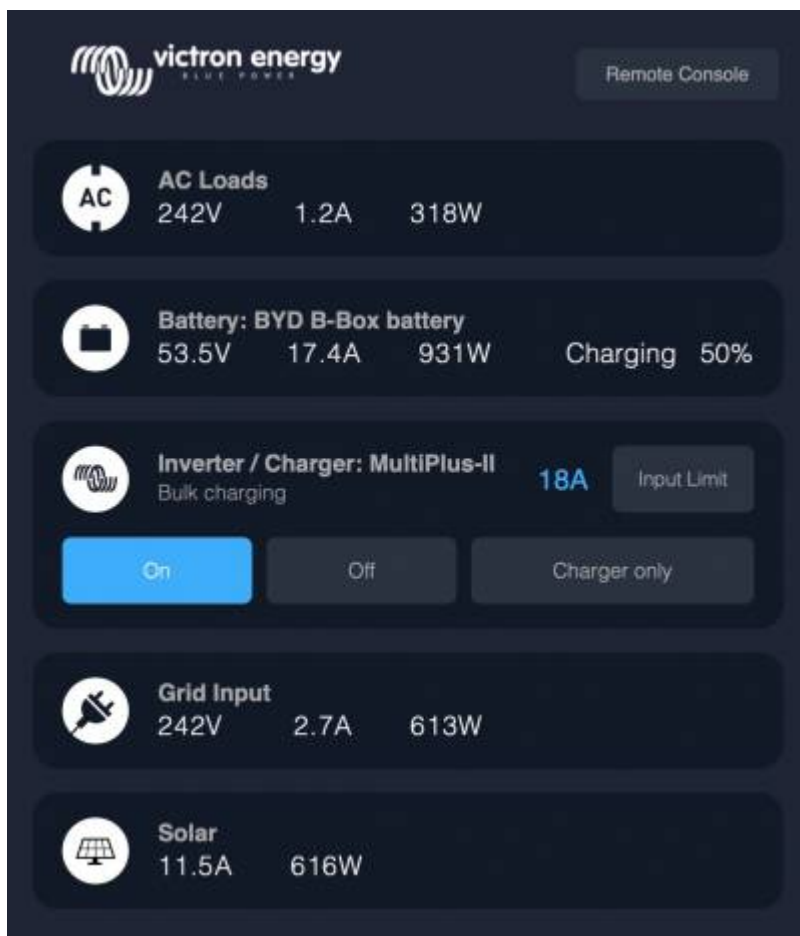 victron energy
BLUE POWER
Remote Console
AC
AC Loads
242V 1.2A 318W
Battery: BYD B-Box battery
53.5V 17.4A 931W Charging 50%
Inverter / Charger: MultiPlus-II
Bulk charging
18A Input Limit
On Off Charger only
Grid Input
242V 2.7A 613W
Solar
11.5A 616W